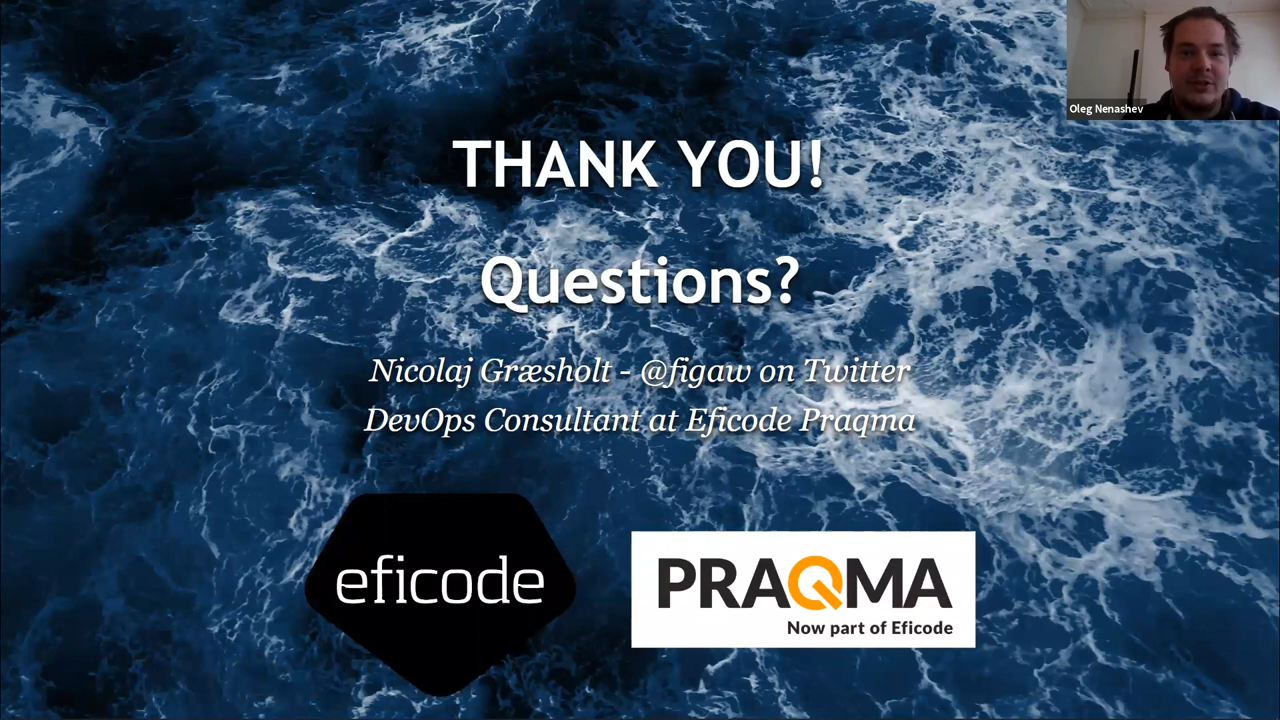 Oleg Nenashev
THANK YOU!
Questions?
Nicolaj Græsholt - @figaw on Twitter
DevOps Consultant at Eficode Praqma
eficode
PRAQMA
Now part of Eficode